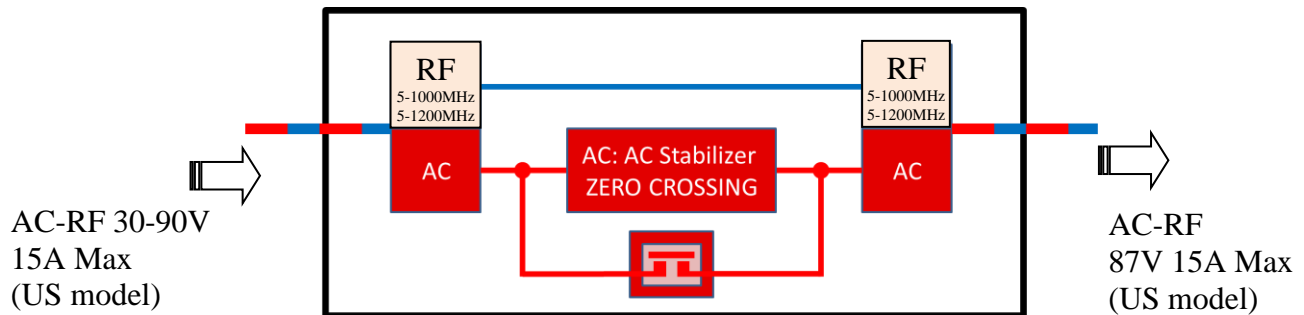 RF
5-1000MHz
5-1200MHz
RF
5-1000MHz
5-1200MHz
AC
AC: AC Stabilizer
ZERO CROSSING
AC
AC-RF 30-90V
15A Max
(US model)
AC-RF
87V 15A Max
(US model)